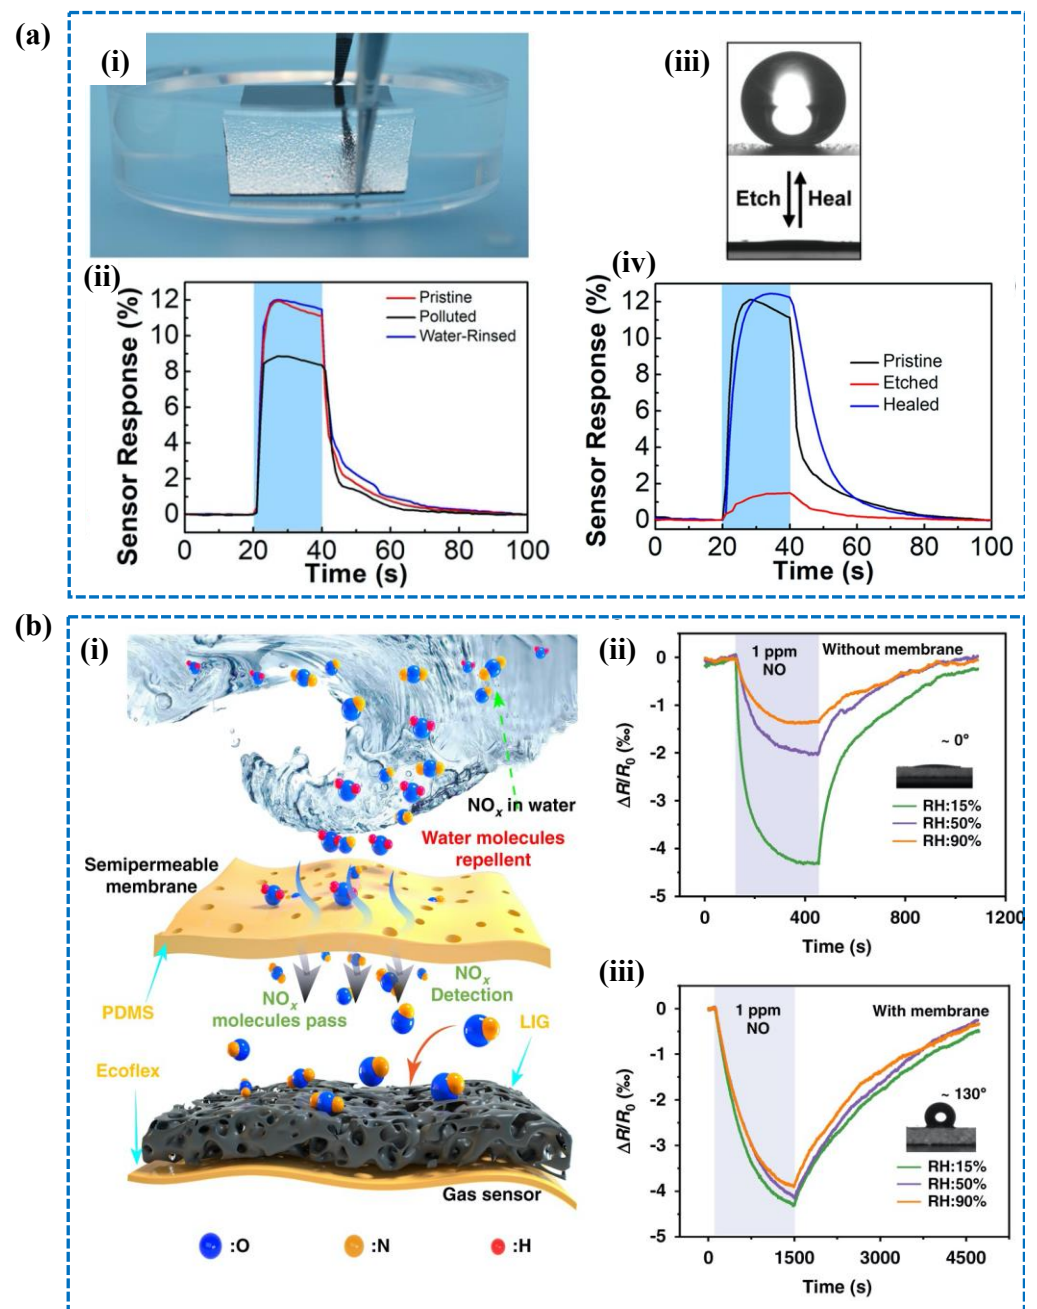 (a)
(i)
(iii)
Etch
Heal
(ii)
Sensor Response (%)
12
10
8
6
4
2
0
Pristine
Polluted
Water-Rinsed
0 20 40 60 80 100
Time (s)
(iv)
Sensor Response (%)
12
10
8
6
4
2
0
Pristine
Etched
Healed
0 20 40 60 80 100
Time (s)
(b)
(i)
NOx in water
Water molecules
repellent
Semipermeable
membrane
PDMS
NOx
molecules pass
NOx
Detection
LIG
Ecoflex
Gas sensor
:O :N :H
(ii)
ΔR/R0 (‰)
0
-1
-2
-3
-4
-5
1 ppm
NO
Without membrane
~ 0°
RH:15%
RH:50%
RH:90%
0 400 800 1200
Time (s)
(iii)
ΔR/R0 (‰)
0
-1
-2
-3
-4
-5
1 ppm
NO
With membrane
~ 130°
RH:15%
RH:50%
RH:90%
0 1500 3000 4500
Time (s)